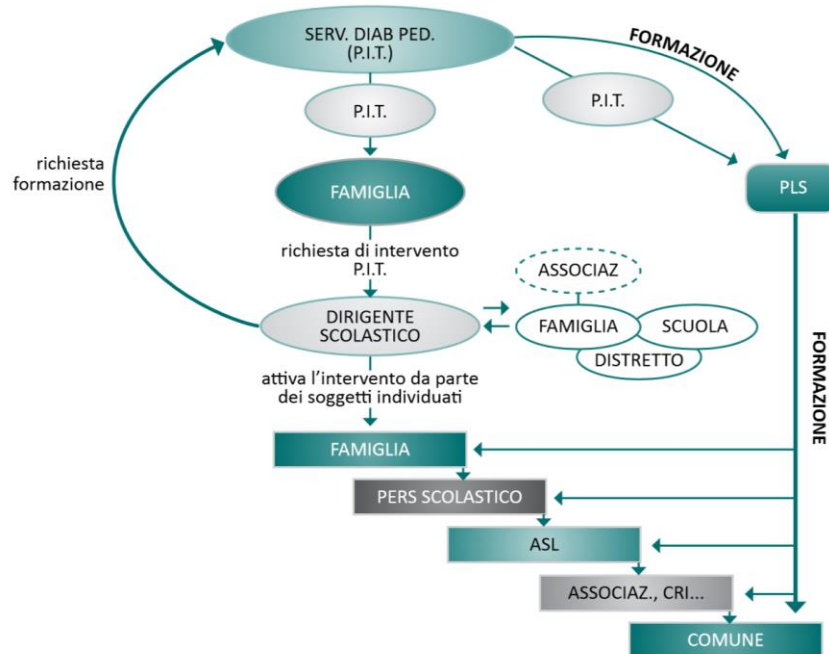 SERV. DIAB PED.
(P.I.T.)
FORMAZIONE
P.I.T.
P.I.T.
richiesta
formazione
FAMIGLIA
PLS
richiesta di intervento
P.I.T.
ASSOCIAZ
DIRIGENTE
SCOLASTICO
FAMIGLIA
SCUOLA
DISTRETTO
attiva l'intervento da parte
dei soggetti individuati
FORMAZIONE
FAMIGLIA
PERS SCOLASTICO
ASL
ASSOCIAZ., CRI...
COMUNE